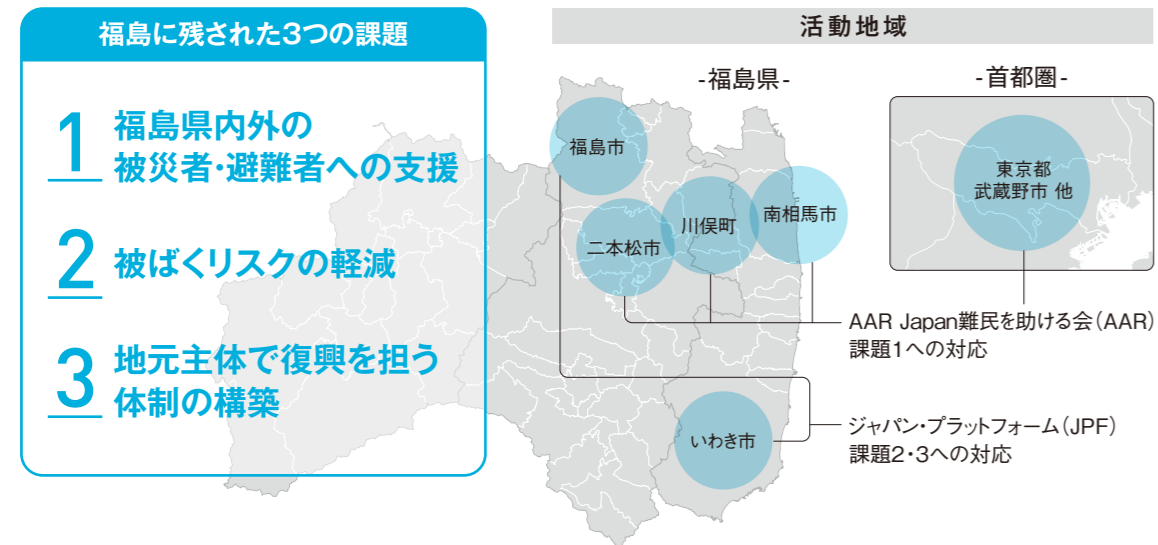 福島に残された3つの課題
1
福島県内外の
被災者・避難者への支援
2
被ばくリスクの軽減
3
地元主体で復興を担う
体制の構築
活動地域
-福島県-
-首都圏-
福島市
二本松市
川俣町
南相馬市
いわき市
東京都
武蔵野市 他
AAR Japan難民を助ける会（AAR）
課題1への対応
ジャパン・プラットフォーム（JPF）
課題2・3への対応